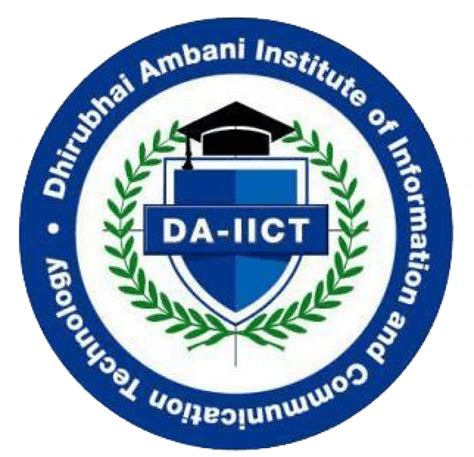 Dhirubhai Ambani Institute of Information and Communication Technology •
DA-IICT